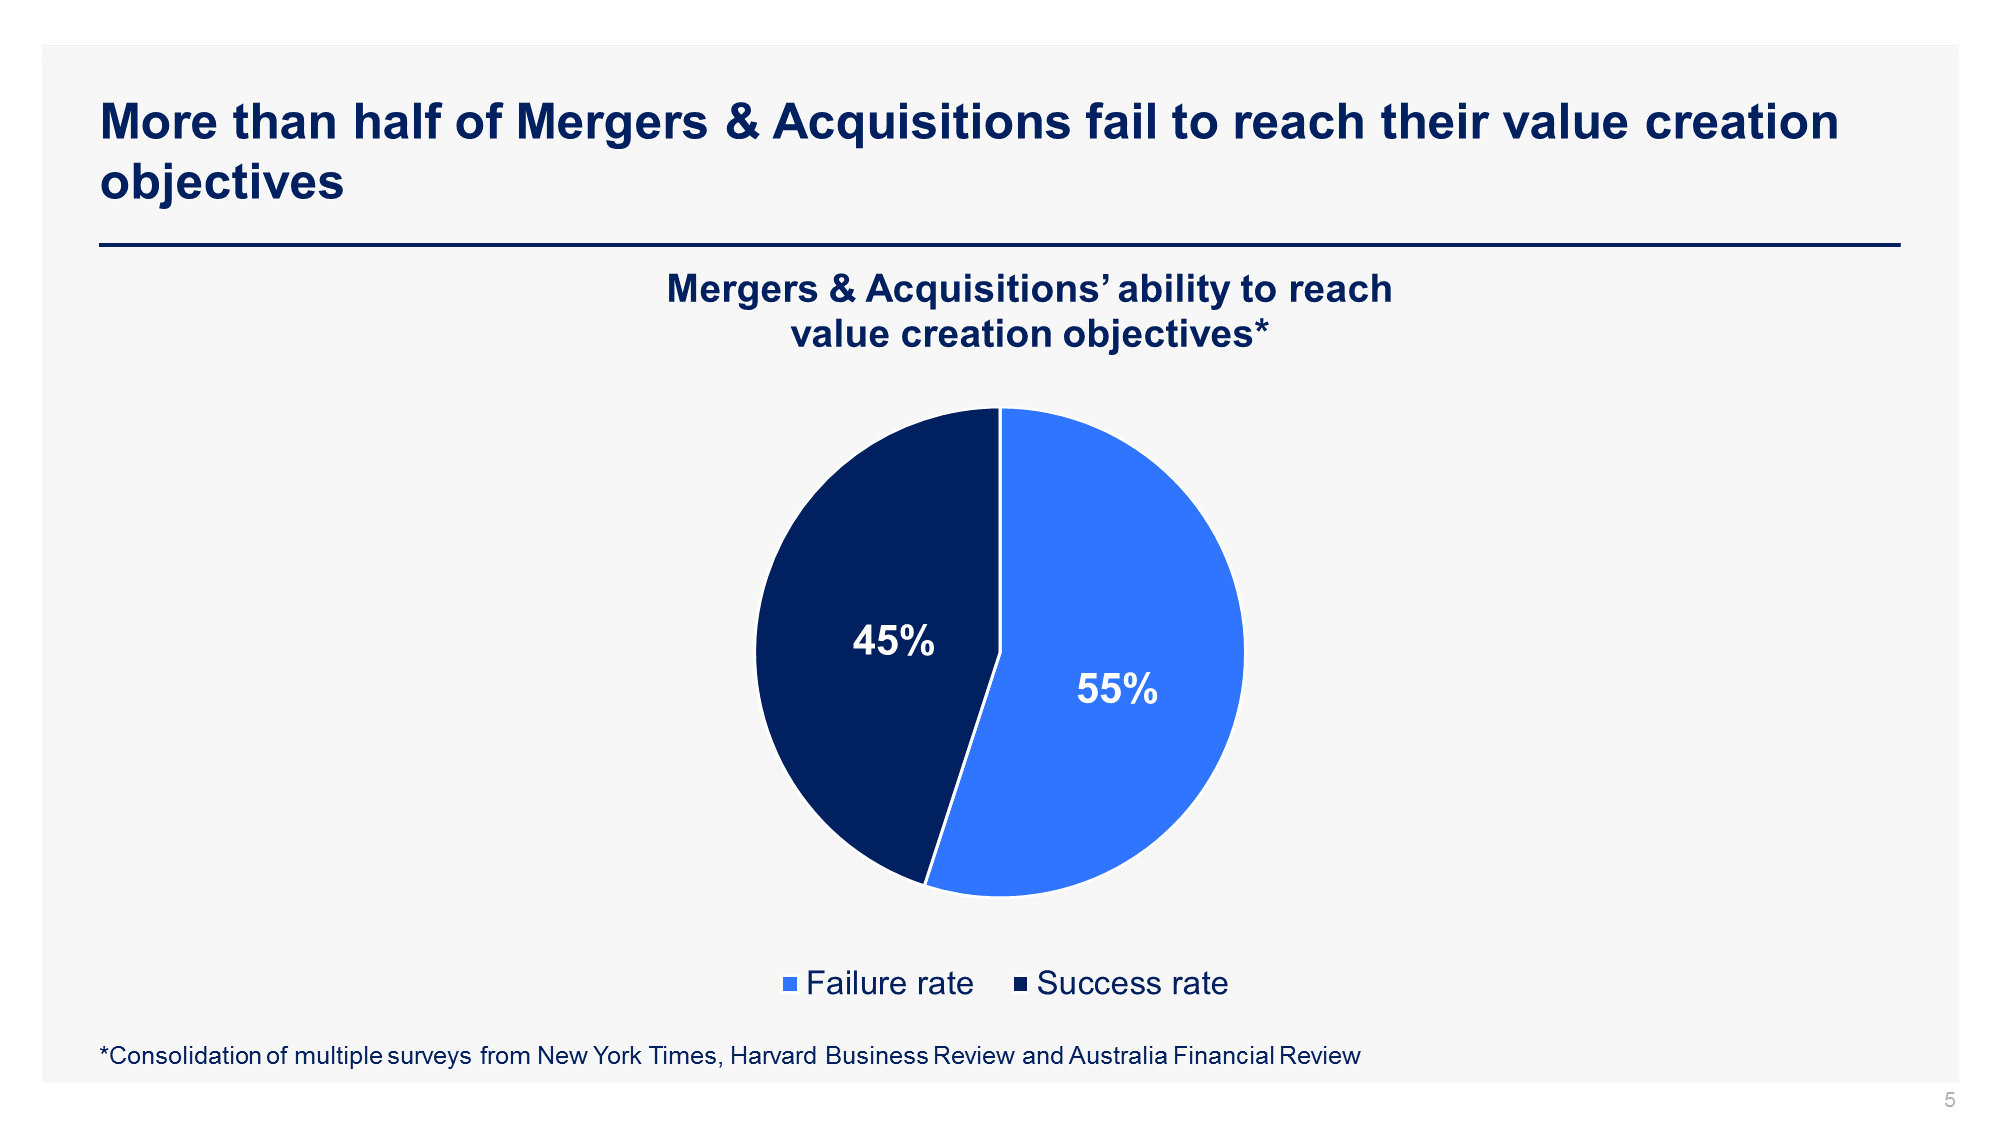 More than half of Mergers & Acquisitions fail to reach their value creation
objectives
Mergers & Acquisitions’ ability to reach
value creation objectives*
45%
55%
Failure rate
Success rate
*Consolidation of multiple surveys from New York Times, Harvard Business Review and Australia Financial Review
5